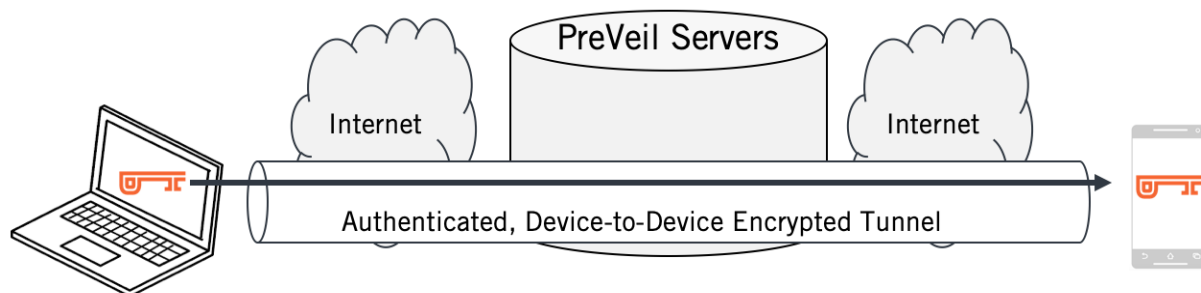 PreVeil Servers
Internet
Internet
Authenticated, Device-to-Device Encrypted Tunnel